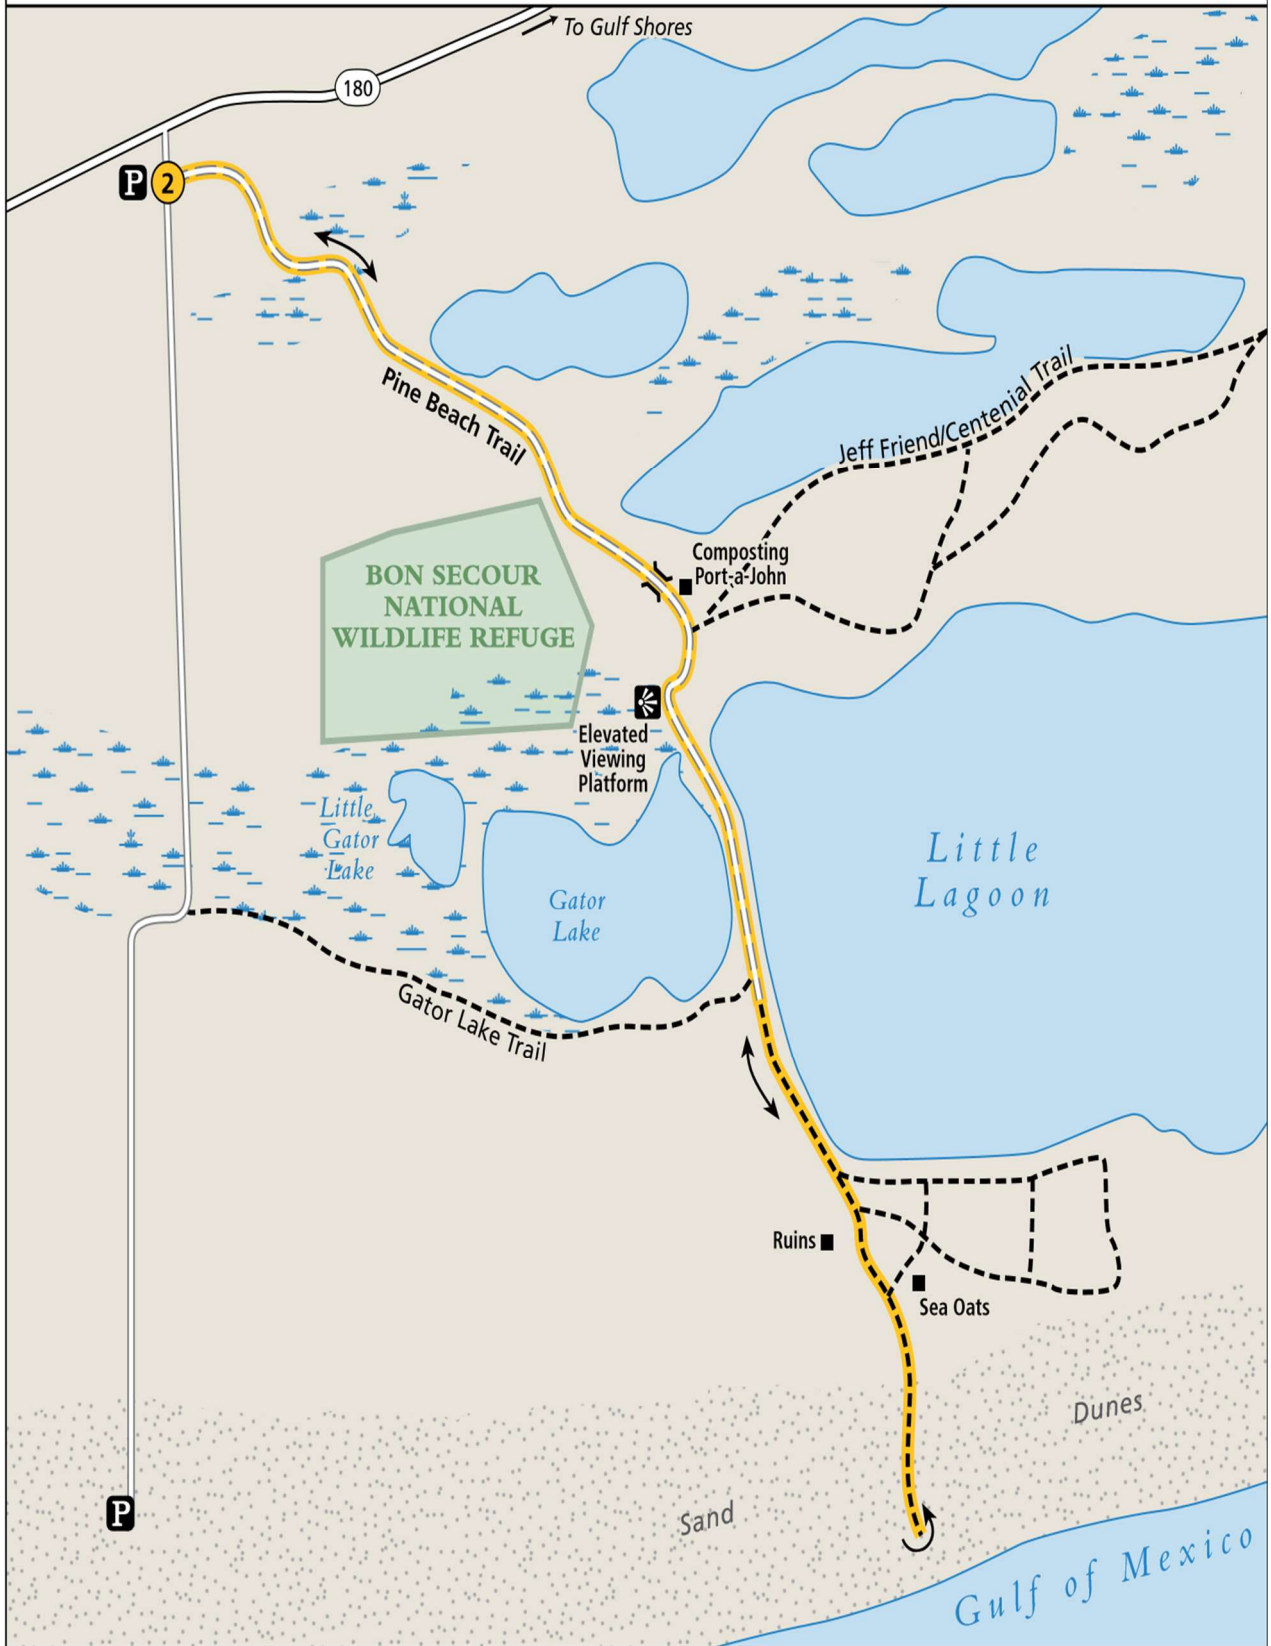 To Gulf Shores
180
P
2
Pine Beach Trail
Jeff Friend/Centenial Trail
Composting
Port-a-John
BON SECOUR
NATIONAL
WILDLIFE REFUGE
Elevated
Viewing
Platform
Little
Gator
Lake
Gator
Lake
Little
Lagoon
Gator Lake Trail
Ruins
Sea Oats
Dunes
Sand
P
Gulf of Mexico